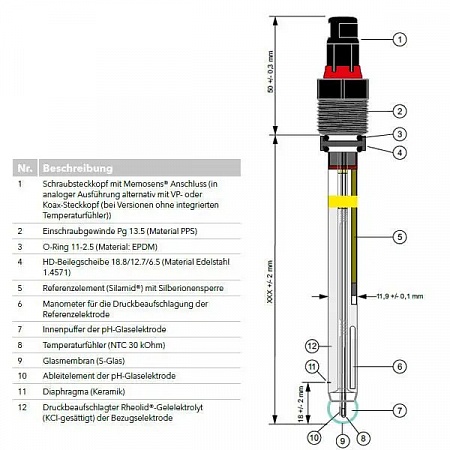 Nr. Beschreibung
1 Schraubsteckkopf mit Memosens® Anschluss (in
analoger Ausführung alternativ mit VP- oder
Koax-Steckkopf (bei Versionen ohne integrierten
Temperaturfühler))
2 Einschraubgewinde Pg 13.5 (Material PPS)
3 O-Ring 11-2.5 (Material: EPDM)
4 HD-Beilegscheibe 18.8/12.7/6.5 (Material Edelstahl
1.4571)
5 Referenzelement (Silamid®) mit Silberionensperre
6 Manometer für die Druckbeaufschlagung der
Referenzelektrode
7 Innenpuffer der pH-Glaselektrode
8 Temperaturfühler (NTC 30 kOhm)
9 Glasmembran (S-Glas)
10 Ableitelement der pH-Glaselektrode
11 Diaphragma (Keramik)
12 Druckbeaufschlagter Rheolid®-Gelelektrolyt
(KCl-gesättigt) der Bezugselektrode
50 +/- 0,3 mm
XXX +/- 2 mm
18 +/- 2 mm
11,9 +/- 0,1 mm
1
2
3
4
5
12
6
11
7
10
8
9